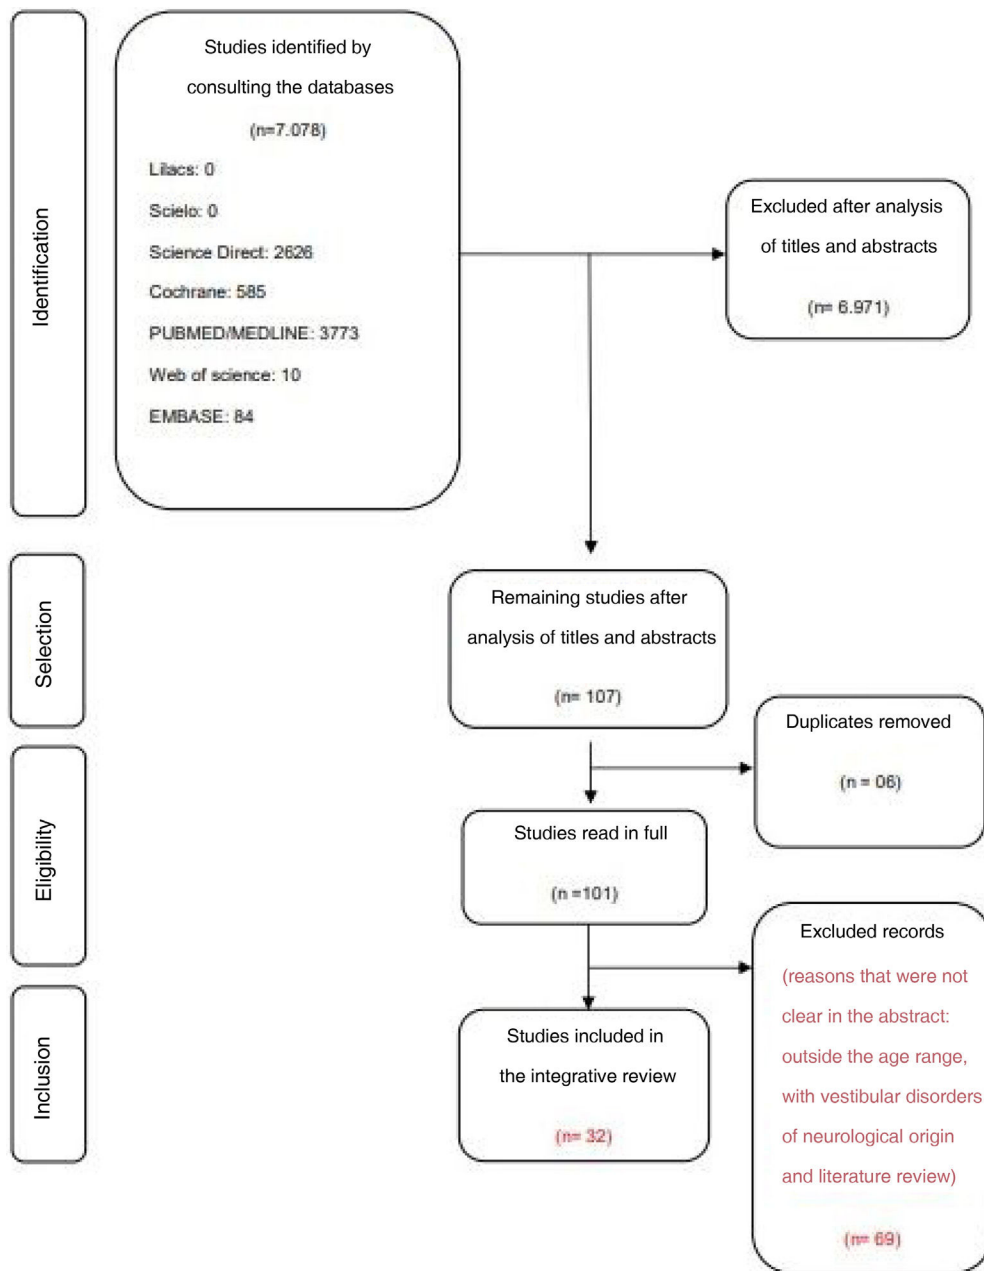 Identification
Studies identified by
consulting the databases
(n=7.078)
Lilacs: 0
Scielo: 0
Science Direct: 2626
Cochrane: 585
PUBMED/MEDLINE: 3773
Web of science: 10
EMBASE: 84
Excluded after analysis
of titles and abstracts
(n= 6.971)
Selection
Remaining studies after
analysis of titles and abstracts
(n= 107)
Duplicates removed
(n = 06)
Eligibility
Studies read in full
(n =101)
Excluded records
(reasons that were not
clear in the abstract:
outside the age range,
with vestibular disorders
of neurological origin
and literature review)
(n= 69)
Inclusion
Studies included in
the integrative review
(n= 32)